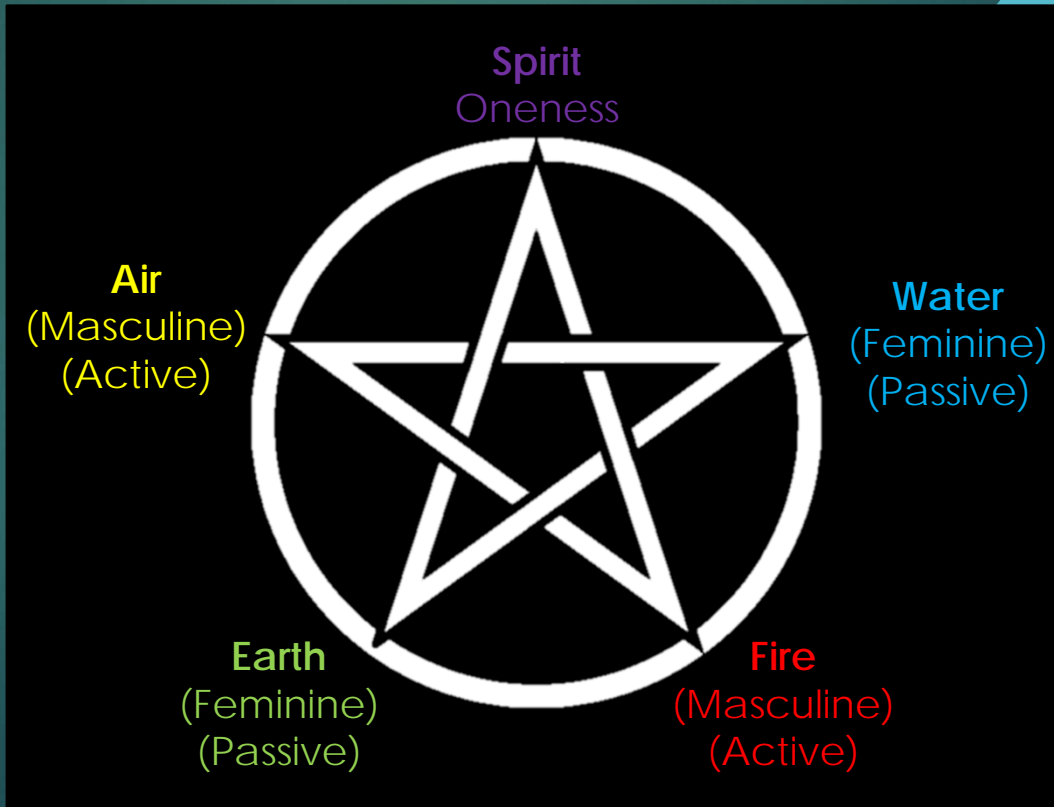 Spirit
Oneness
Air
(Masculine)
(Active)
Water
(Feminine)
(Passive)
Earth
(Feminine)
(Passive)
Fire
(Masculine)
(Active)